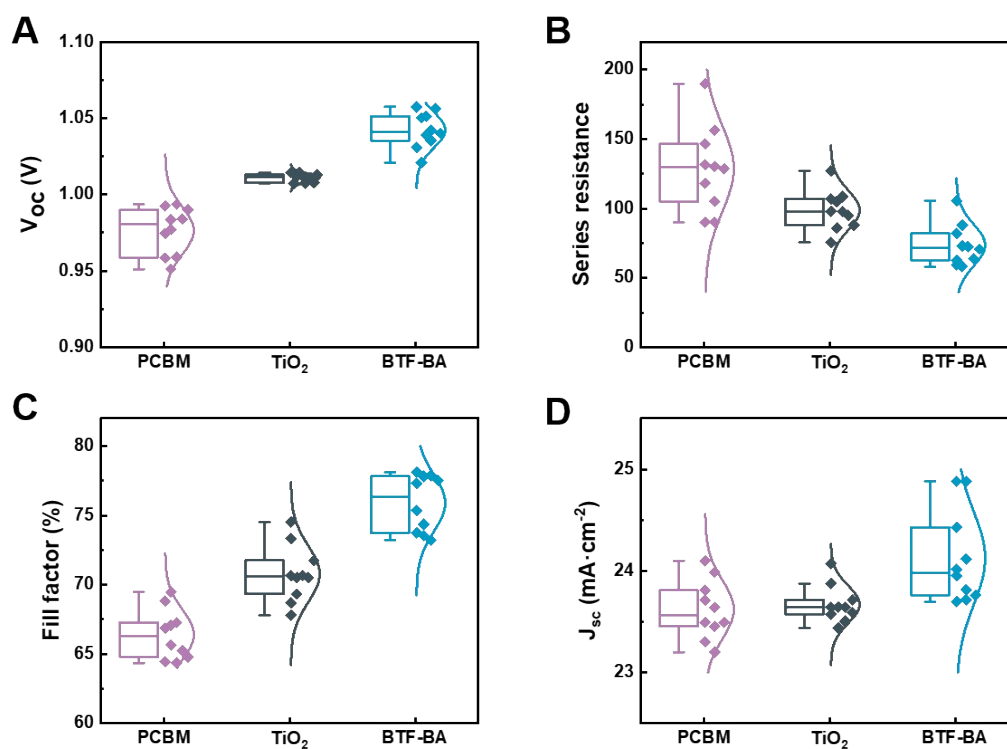 A
V_OC (V)
1.10
1.05
1.00
0.95
0.90
PCBM
TiO₂
BTF-BA
B
Series resistance
200
150
100
50
0
PCBM
TiO₂
BTF-BA
C
Fill factor (%)
80
75
70
65
60
PCBM
TiO₂
BTF-BA
D
J_sc (mA·cm⁻²)
25
24
23
PCBM
TiO₂
BTF-BA